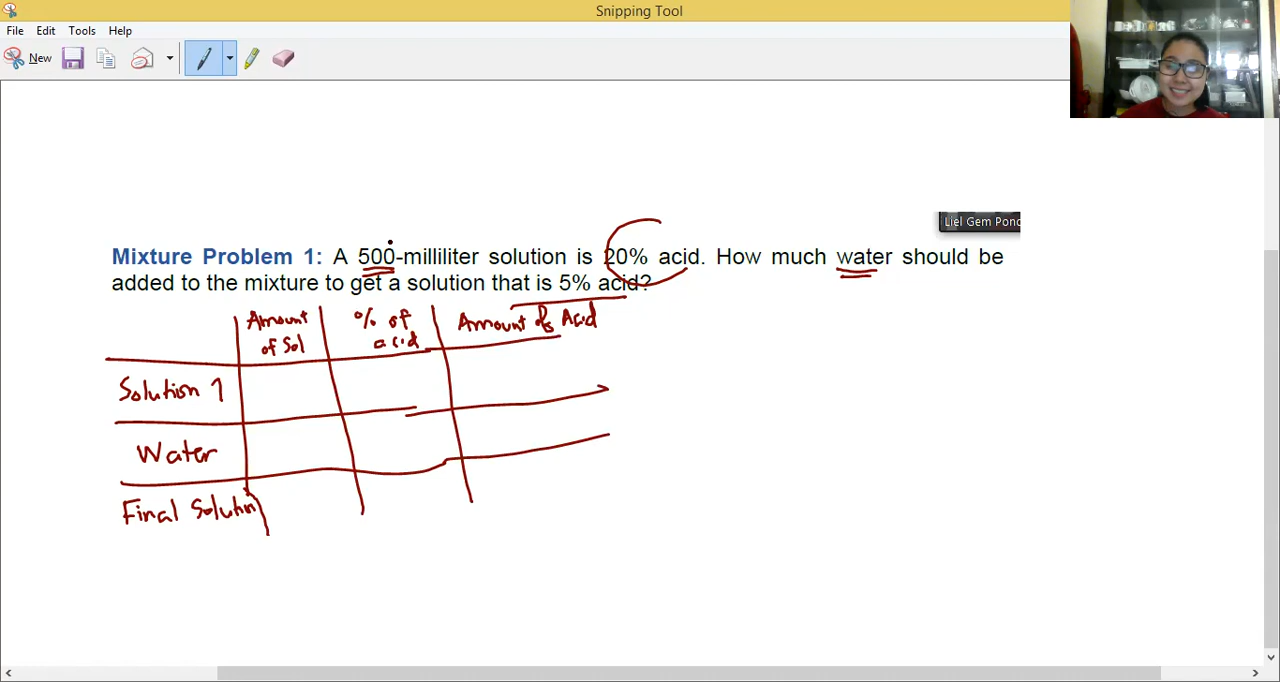 Snipping Tool
File Edit Tools Help
New
Liel Gem Pond
Mixture Problem 1: A 500-milliliter solution is 20% acid. How much water should be
added to the mixture to get a solution that is 5% acid?
Amount of Sol
% of acid
Amount of Acid
Solution 1
Water
Final Solution